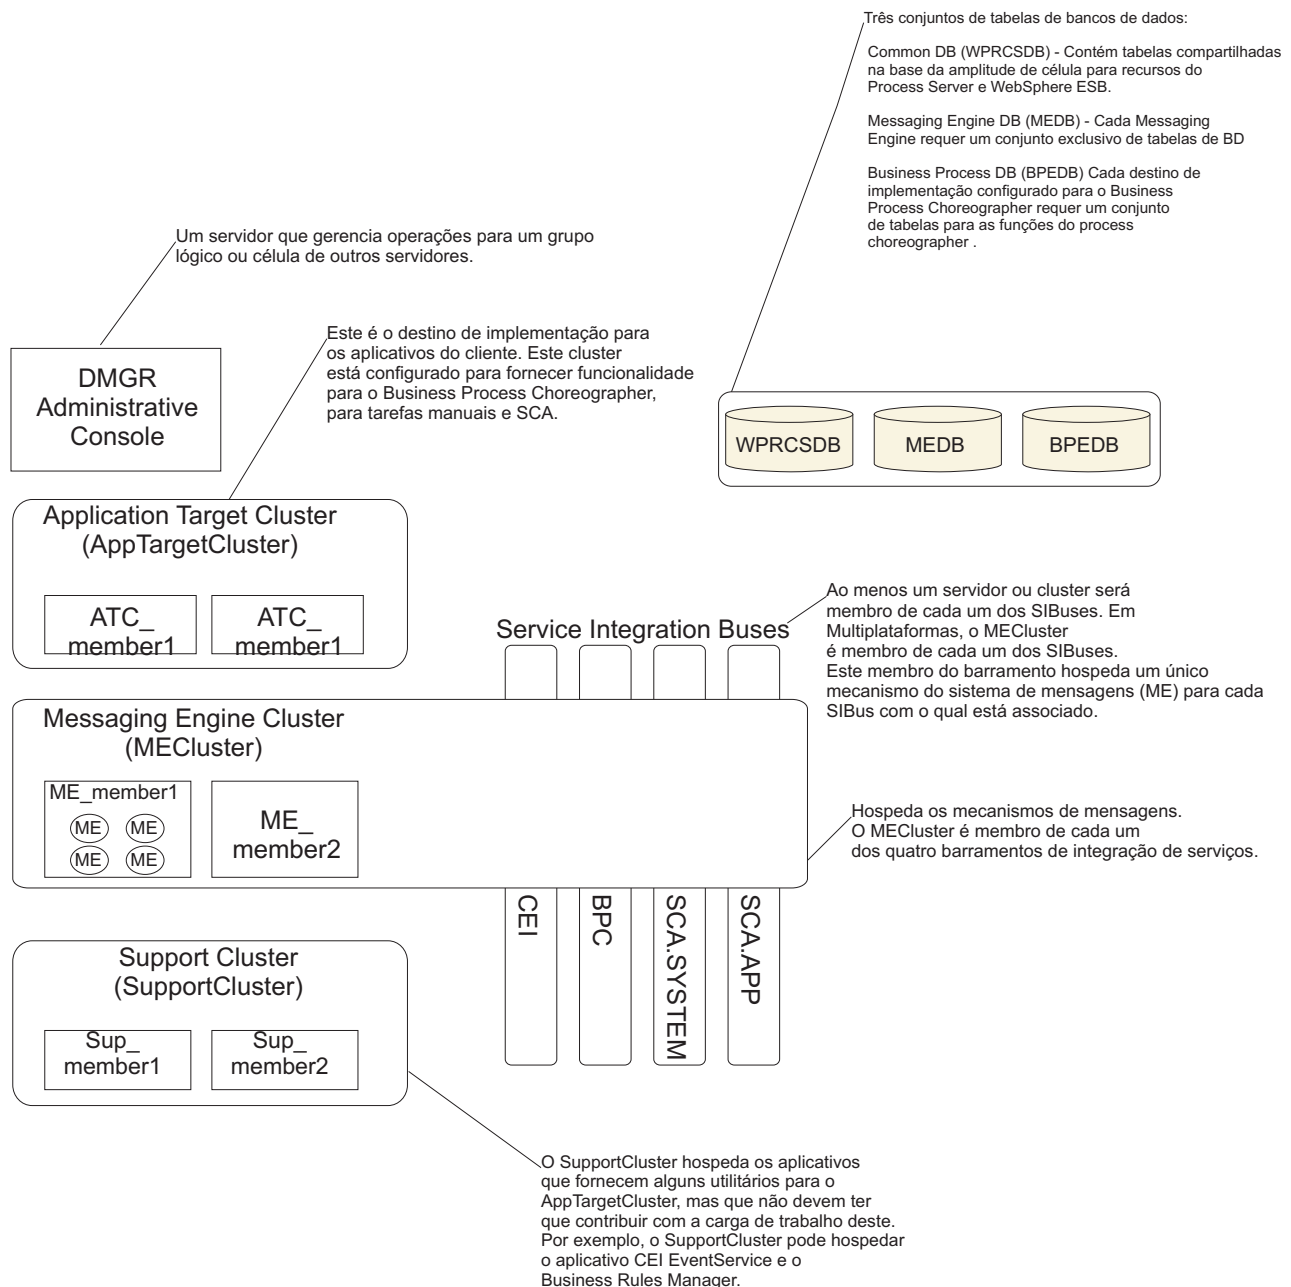 Três conjuntos de tabelas de bancos de dados:
Common DB (WPRCSDB) - Contém tabelas compartilhadas
na base da amplitude de célula para recursos do
Process Server e WebSphere ESB.
Messaging Engine DB (MEDB) - Cada Messaging
Engine requer um conjunto exclusivo de tabelas de BD
Business Process DB (BPEDB) Cada destino de
implementação configurado para o Business
Process Choreographer requer um conjunto
de tabelas para as funções do process
choreographer .
Um servidor que gerencia operações para um grupo
lógico ou célula de outros servidores.
Este é o destino de implementação para
os aplicativos do cliente. Este cluster
está configurado para fornecer funcionalidade
para o Business Process Choreographer,
para tarefas manuais e SCA.
DMGR
Administrative
Console
WPRCSDB
MEDB
BPEDB
Application Target Cluster
(AppTargetCluster)
ATC_
member1
ATC_
member1
Service Integration Buses
Ao menos um servidor ou cluster será
membro de cada um dos SIBuses. Em
Multiplataformas, o MECluster
é membro de cada um dos SIBuses.
Este membro do barramento hospeda um único
mecanismo do sistema de mensagens (ME) para cada
SIBus com o qual está associado.
Messaging Engine Cluster
(MECluster)
ME_member1
ME
ME
ME
ME
ME_
member2
Hospeda os mecanismos de mensagens.
O MECluster é membro de cada um
dos quatro barramentos de integração de serviços.
CEI
BPC
SCA.SYSTEM
SCA.APP
Support Cluster
(SupportCluster)
Sup_
member1
Sup_
member2
O SupportCluster hospeda os aplicativos
que fornecem alguns utilitários para o
AppTargetCluster, mas que não devem ter
que contribuir com a carga de trabalho deste.
Por exemplo, o SupportCluster pode hospedar
o aplicativo CEI EventService e o
Business Rules Manager.